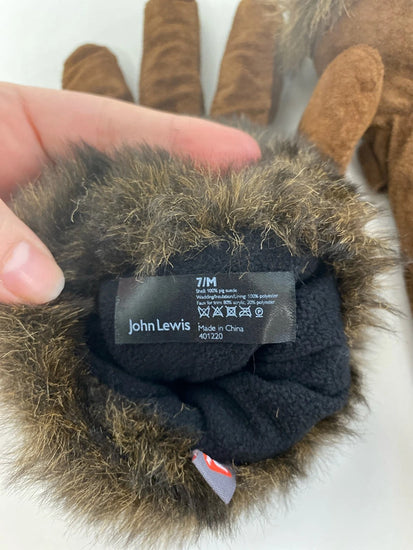 7/M
Shell: 100% pig suede
Wadding/Insulation/Lining: 100% polyester
Faux fur trim: 80% acrylic, 20% polyester
John Lewis
Made in China
401220